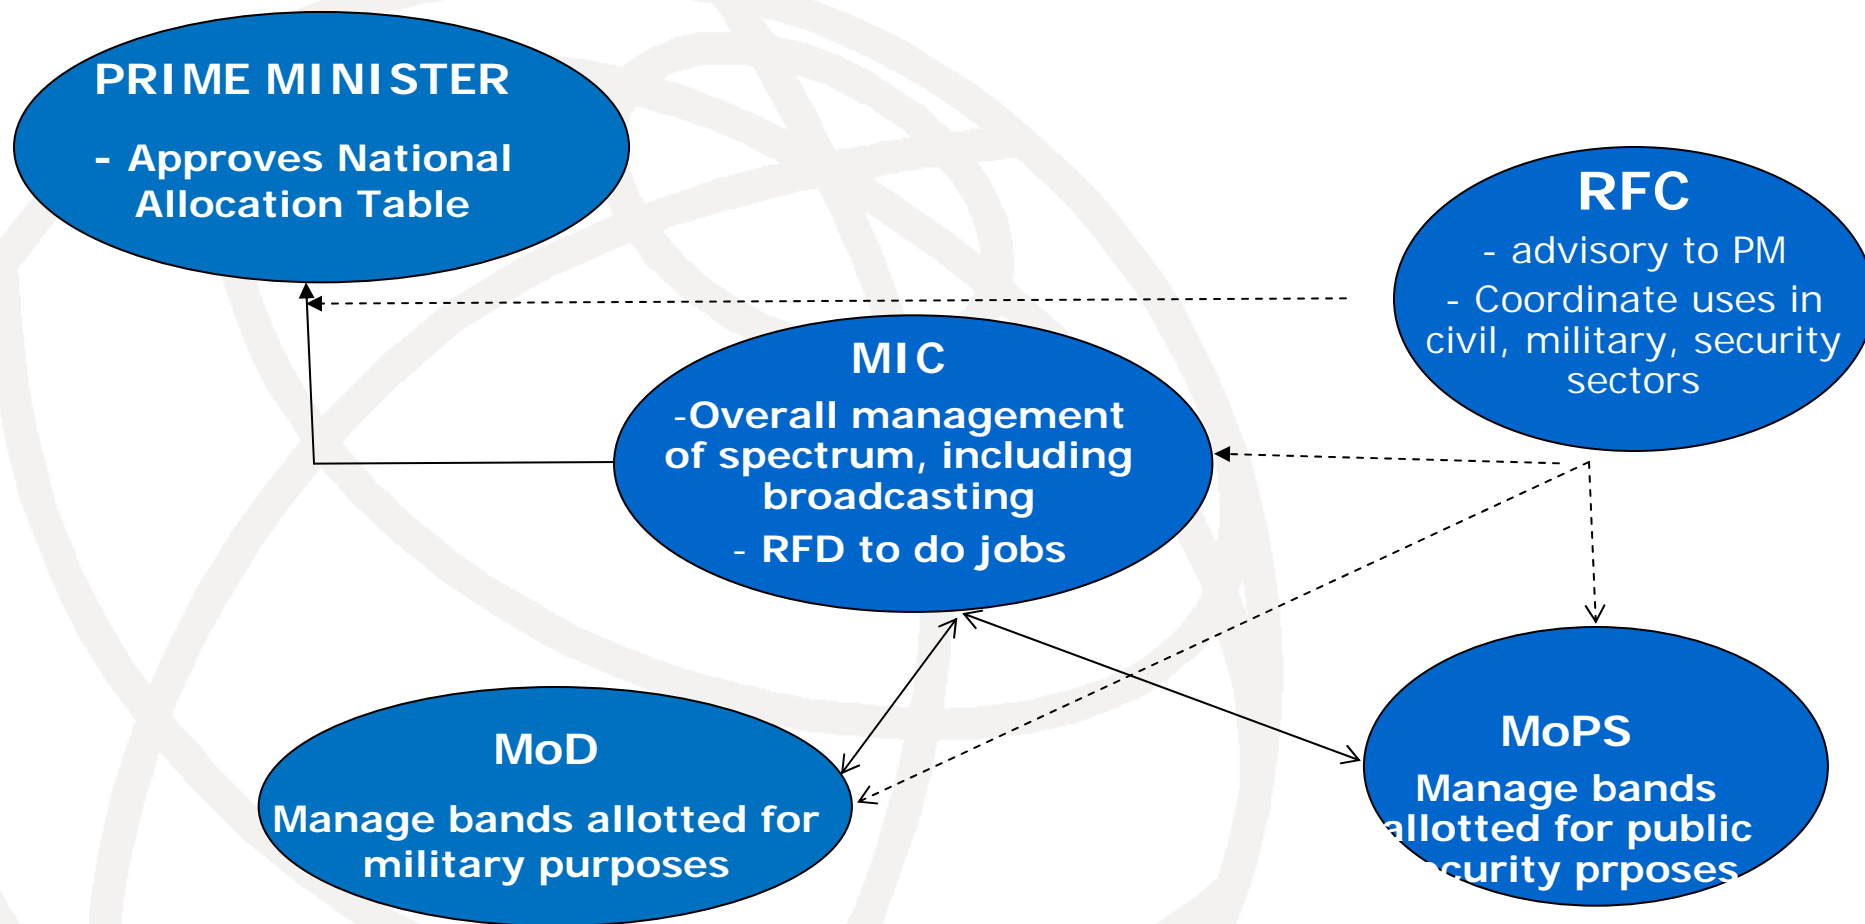 PRIME MINISTER
- Approves National
Allocation Table
RFC
- advisory to PM
- Coordinate uses in
civil, military, security
sectors
MIC
-Overall management
of spectrum, including
broadcasting
- RFD to do jobs
MoD
Manage bands allotted for
military purposes
MoPS
Manage bands
allotted for public
curity prposes